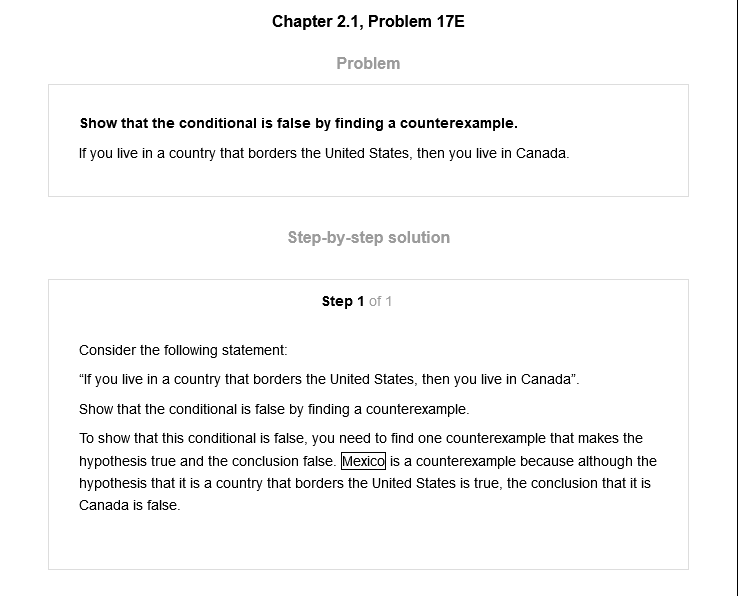 Chapter 2.1, Problem 17E
Problem
Show that the conditional is false by finding a counterexample.
If you live in a country that borders the United States, then you live in Canada.
Step-by-step solution
Step 1 of 1
Consider the following statement:
“If you live in a country that borders the United States, then you live in Canada”.
Show that the conditional is false by finding a counterexample.
To show that this conditional is false, you need to find one counterexample that makes the
hypothesis true and the conclusion false. Mexico is a counterexample because although the
hypothesis that it is a country that borders the United States is true, the conclusion that it is
Canada is false.